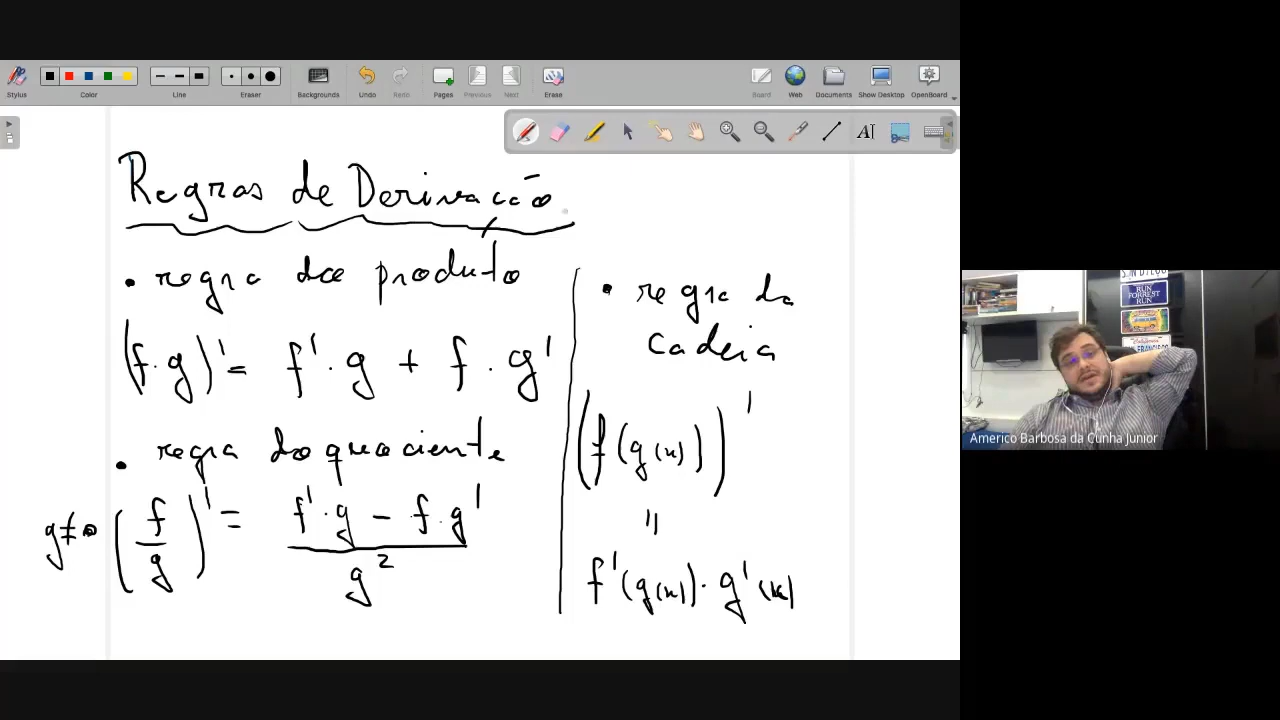 Stylus
Color
Line
Eraser
Backgrounds
Undo
Redo
Pages
Previous
Next
Erase
Board
Web
Documents
Show Desktop
OpenBoard
Regras de Derivação
• regra do produto
(f·g)' = f'·g + f·g'
• regra do quociente
g≠0 (f/g)' = (f'·g - f·g')/g²
• regra da
cadeia
(f(g(x)))'
=
f'(g(x))·g'(x)
RUN
FORREST
RUN
Americo Barbosa da Cunha Junior